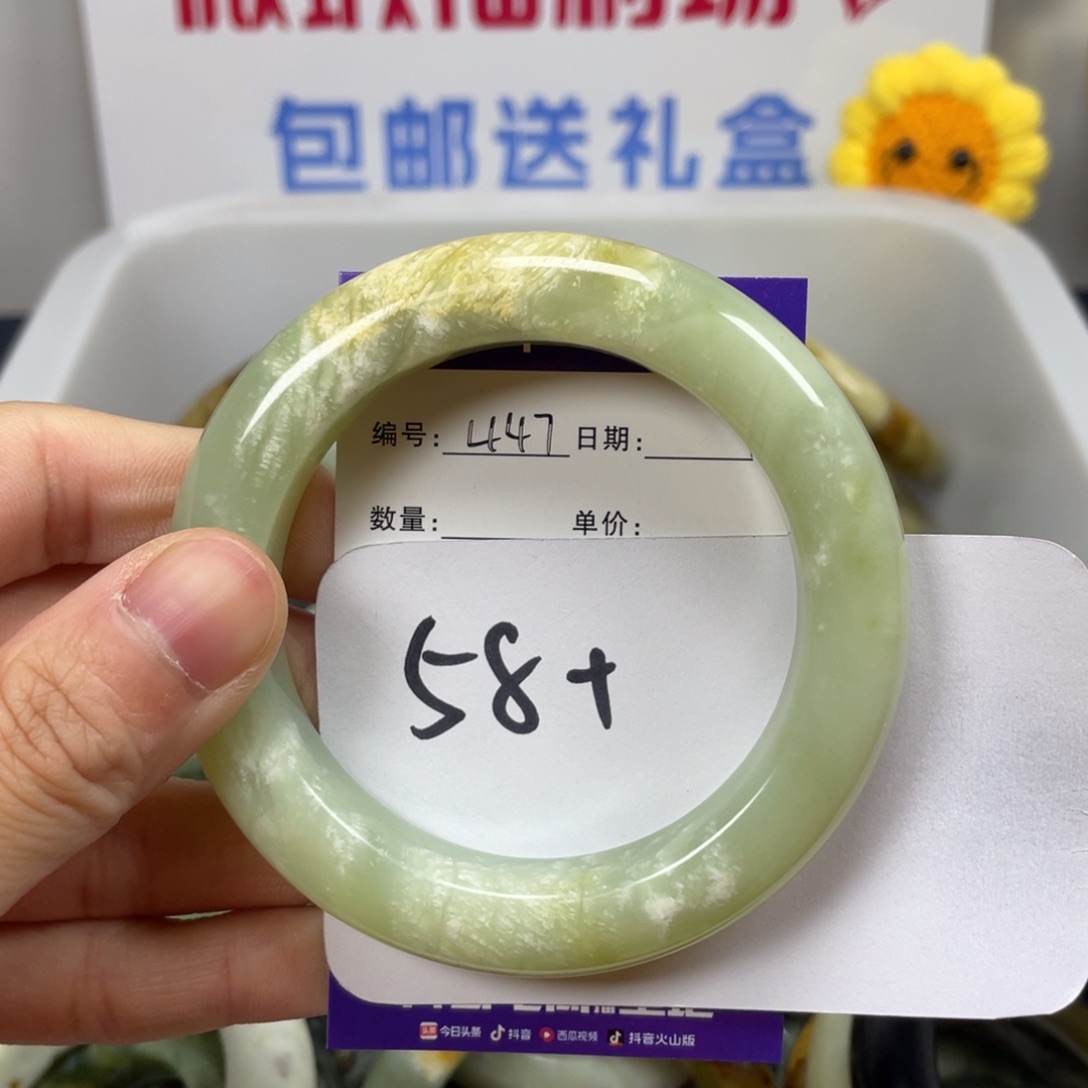 包邮送礼盒
编号: 447 日期:
数量: 单价:
58+
今日头条 抖音 西瓜视频 抖音火山版